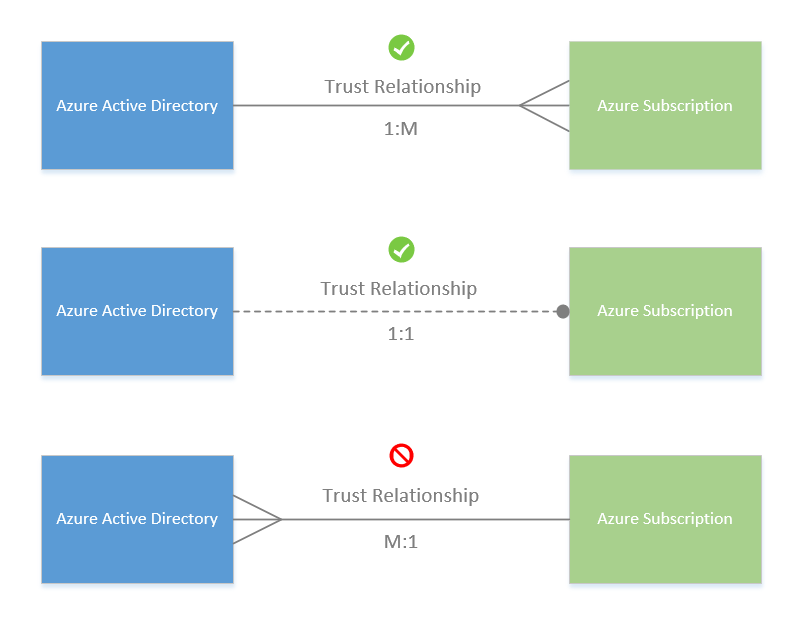 Trust Relationship
Azure Active Directory
Azure Subscription
1:M
Trust Relationship
Azure Active Directory
Azure Subscription
1:1
Trust Relationship
Azure Active Directory
Azure Subscription
M:1